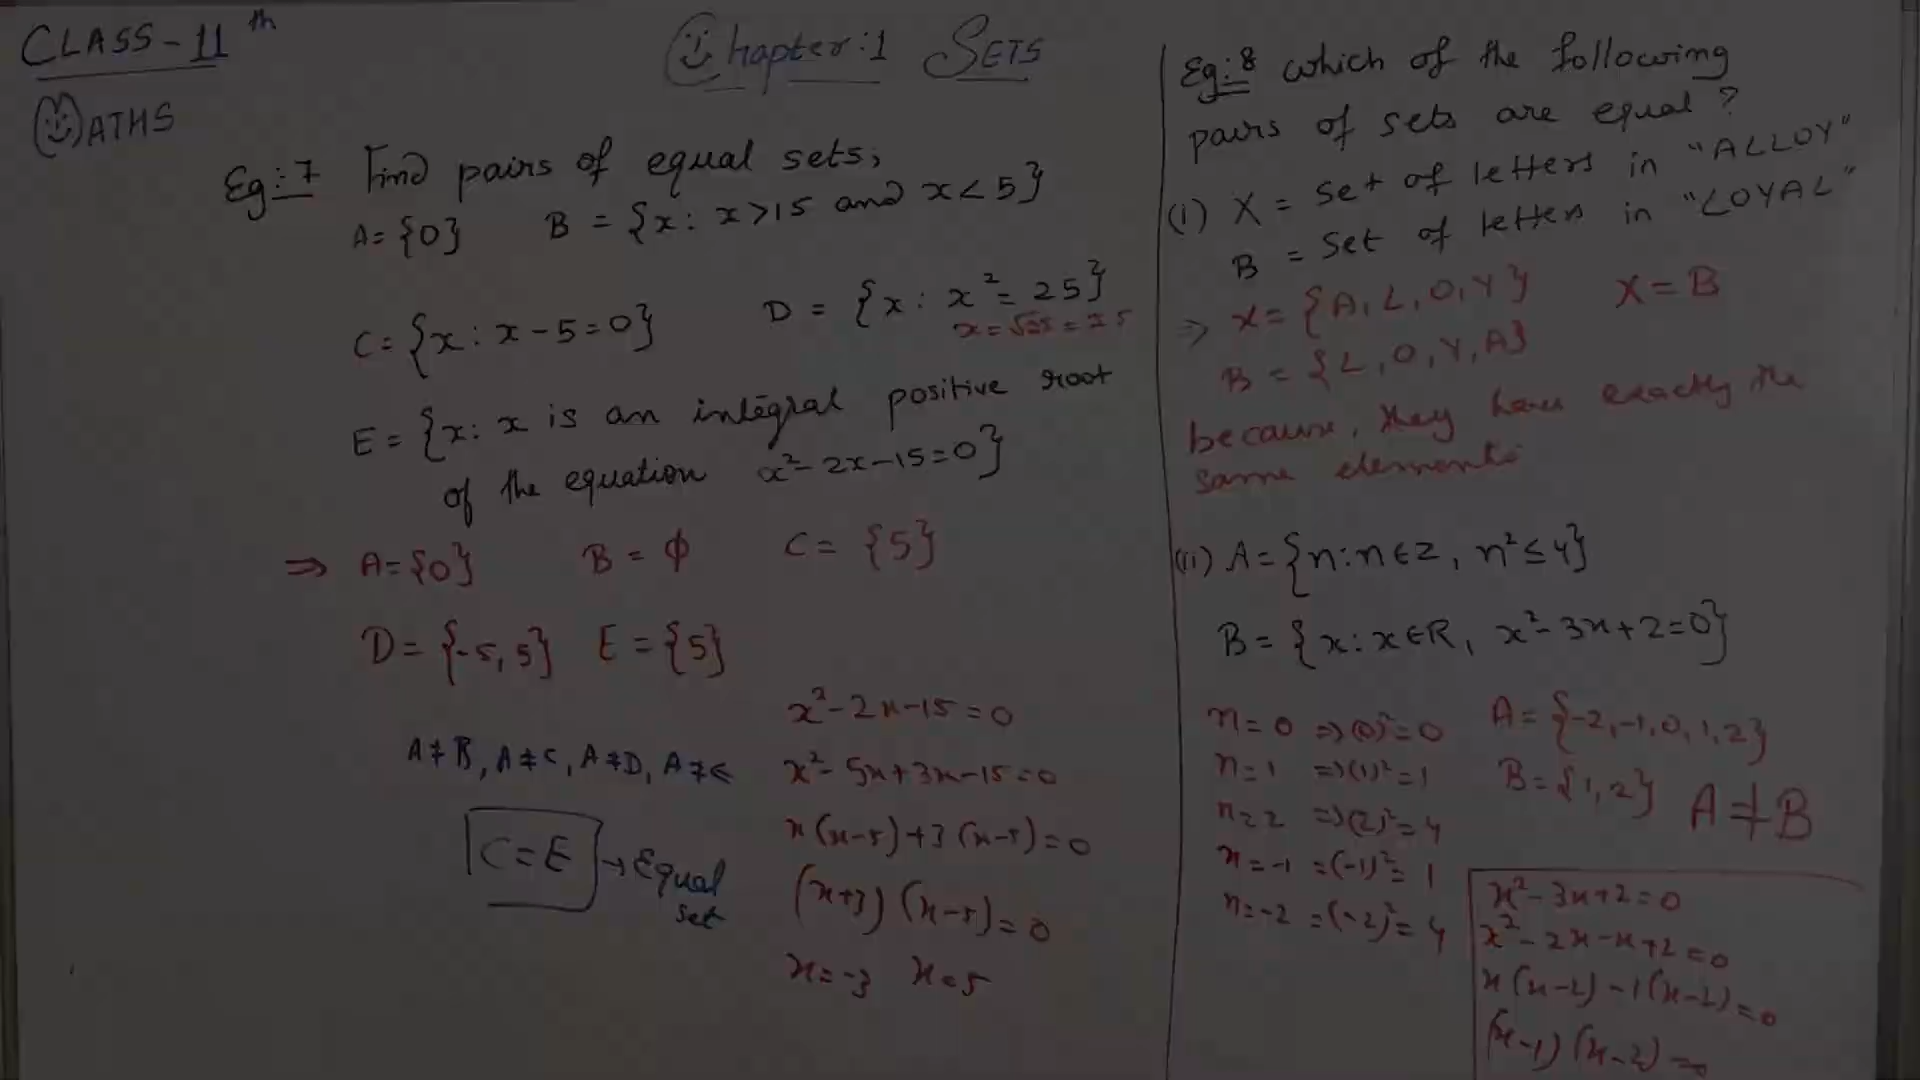 CLASS-11th
MATHS
Chapter:1 SETS
Eg:7 Find pairs of equal sets;
A={0} B = {x: x>15 and x<5}
C={x: x-5=0} D = {x: x²=25}
x=√25=±5
E={x: x is an integral positive root
of the equation x²-2x-15=0}
⇒ A={0} B=ϕ C={5}
D={-5,5} E={5}
A≠B, A≠C, A≠D, A≠E
C=E → Equal
set
x²-2x-15=0
x²-5x+3x-15=0
x(x-5)+3(x-5)=0
(x+3)(x-5)=0
x=-3 x=5
Eg:8 which of the following
pairs of sets are equal?
(i) X = Set of letters in "ALLOY"
B = Set of letters in "LOYAL"
⇒ X={A,L,O,Y} X=B
B={L,O,Y,A}
because, they have exactly the
same elements
(ii) A={n:n∈Z, n²≤4}
B={x:x∈R, x²-3x+2=0}
n=0 ⇒(0)²=0
n=1 ⇒(1)²=1
n=2 ⇒(2)²=4
n=-1 =(-1)²=1
n=-2 =(-2)²=4
A={-2,-1,0,1,2}
B={1,2} A≠B
x²-3x+2=0
x²-2x-x+2=0
x(x-2)-1(x-2)=0
(x-1)(x-2)=0